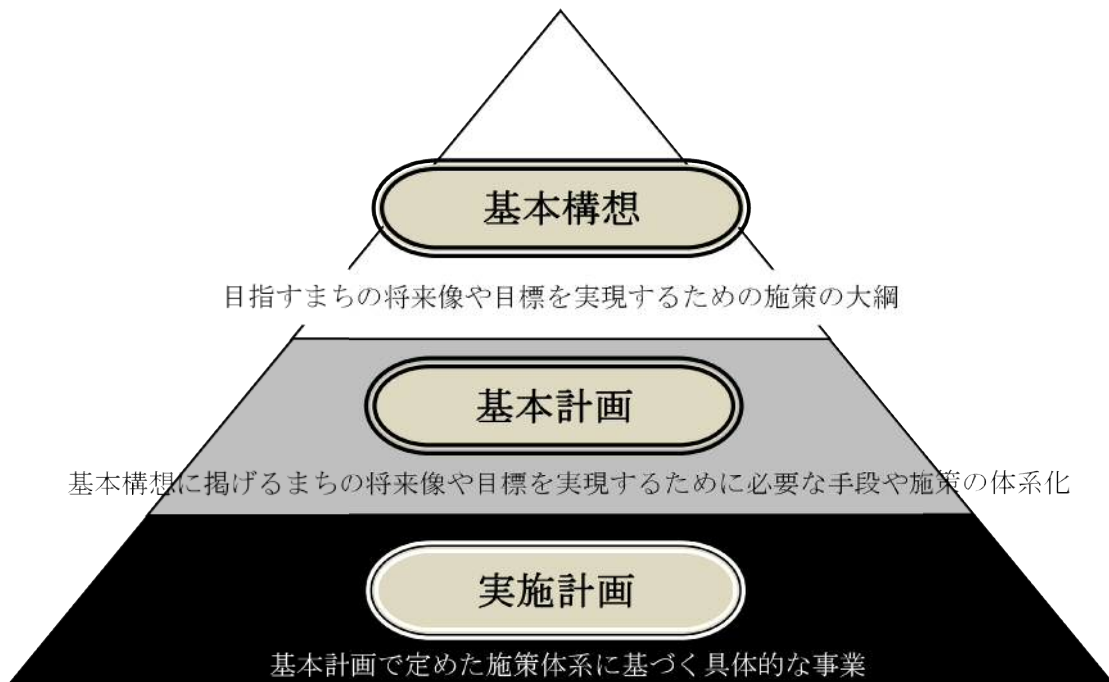 基本構想
目指すまちの将来像や目標を実現するための施策の大綱
基本計画
基本構想に掲げるまちの将来像や目標を実現するために必要な手段や施策の体系化
実施計画
基本計画で定めた施策体系に基づく具体的な事業